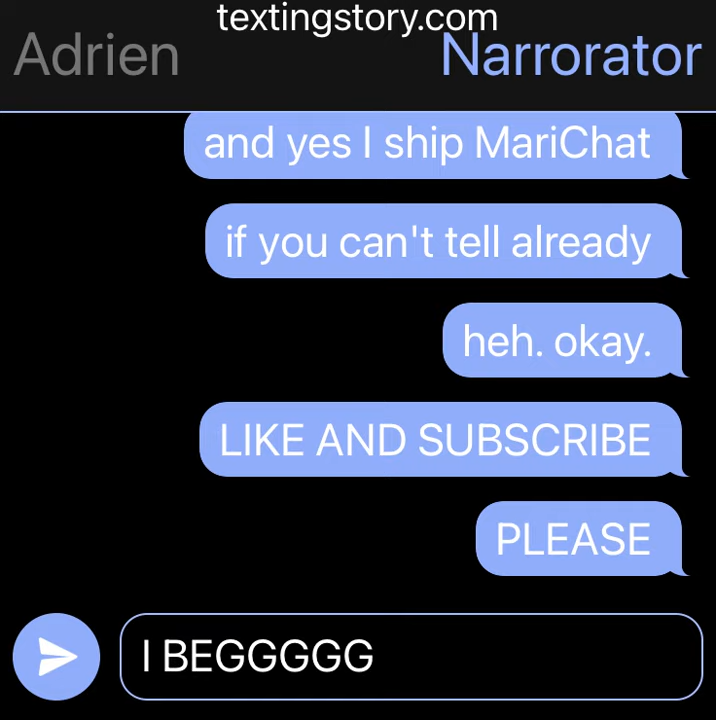 textingstory.com
Adrien
Narrorator
and yes I ship MariChat
if you can't tell already
heh. okay.
LIKE AND SUBSCRIBE
PLEASE
I BEGGGGG